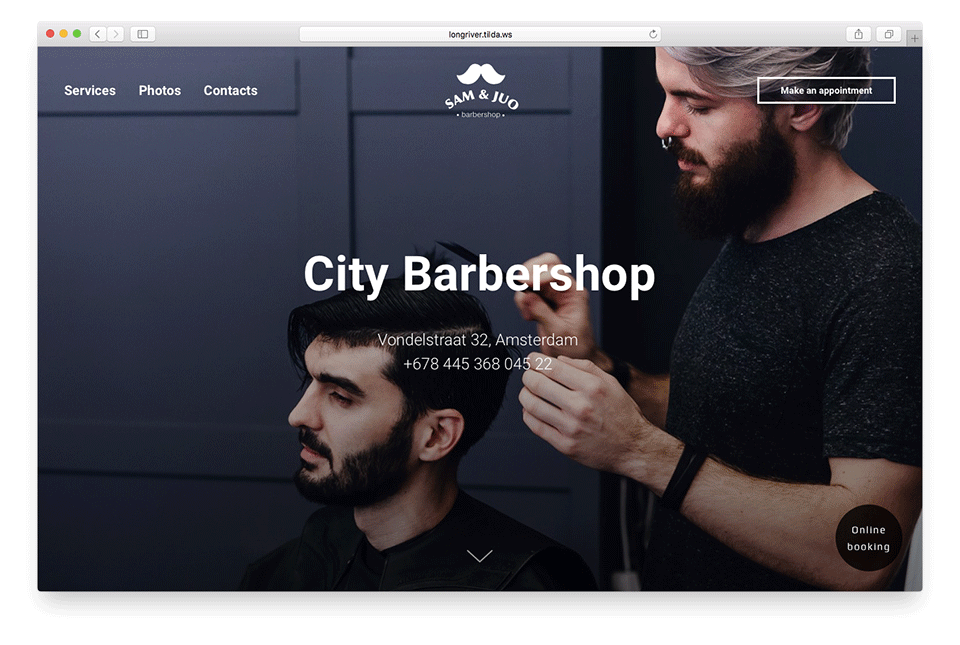 longriver.tilda.ws
Services
Photos
Contacts
SAM & JUO
• barbershop •
Make an appointment
City Barbershop
Vondelstraat 32, Amsterdam
+678 445 368 045 22
Online
booking